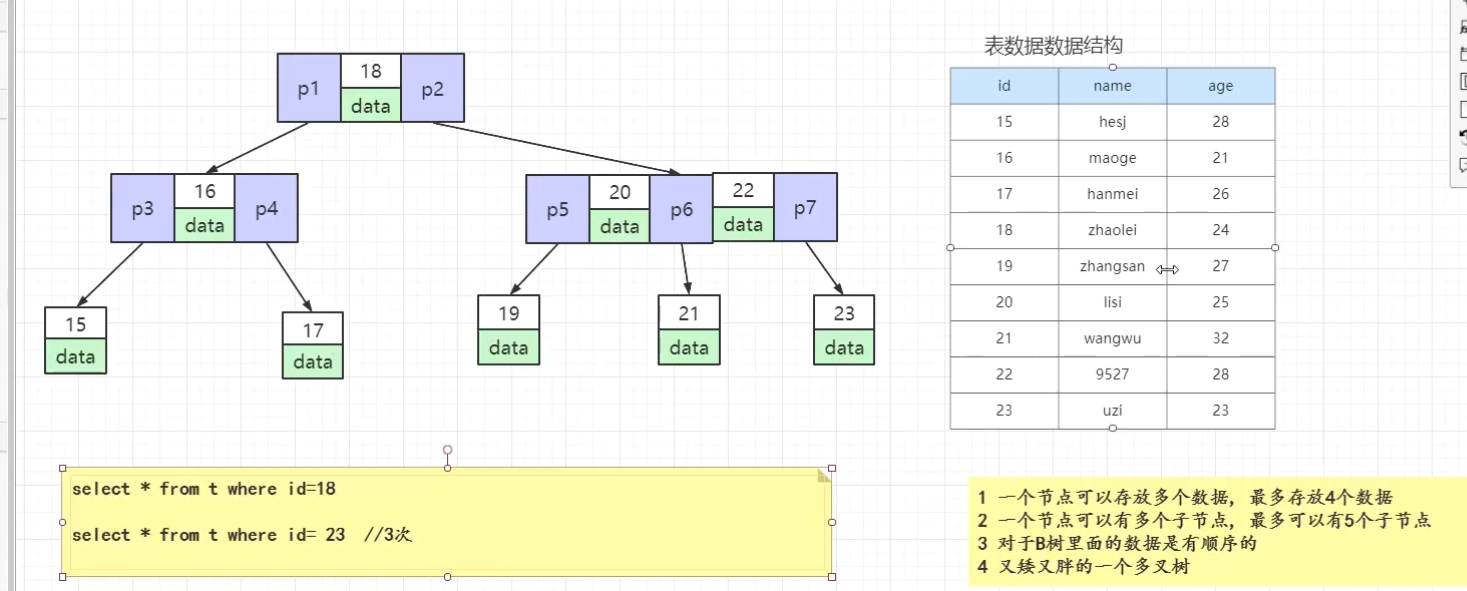 表数据数据结构
18
p1 p2
data
16
p3 p4
data
20 22
p5 p6 p7
data data
15
data
17
data
19
data
21
data
23
data
id name age
15 hesj 28
16 maoge 21
17 hanmei 26
18 zhaolei 24
19 zhangsan 27
20 lisi 25
21 wangwu 32
22 9527 28
23 uzi 23
select * from t where id=18
select * from t where id= 23 //3次
1 一个节点可以存放多个数据, 最多存放4个数据
2 一个节点可以有多个子节点, 最多可以有5个子节点
3 对于B树里面的数据是有顺序的
4 又矮又胖的一个多叉树